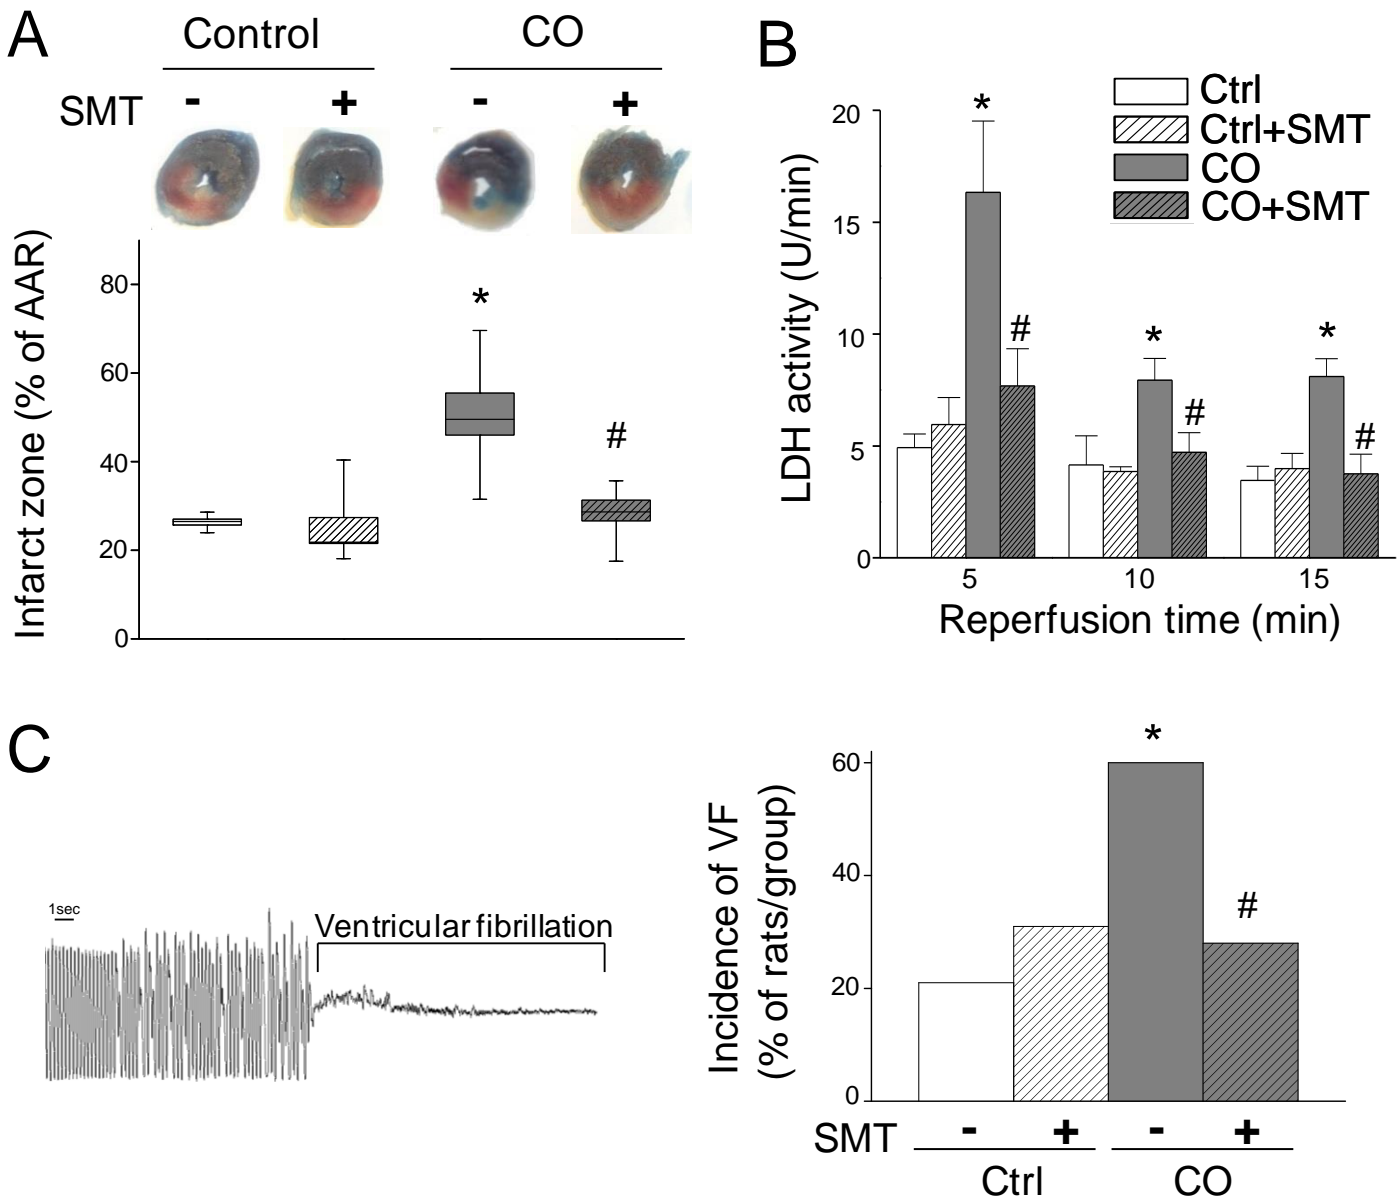 A
Control
CO
SMT
-
+
-
+
Infarct zone (% of AAR)
80
60
40
20
0
*
#
B
Ctrl
Ctrl+SMT
CO
CO+SMT
LDH activity (U/min)
20
15
10
5
0
*
#
*
#
*
#
5
10
15
Reperfusion time (min)
C
1sec
Ventricular fibrillation
Incidence of VF
(% of rats/group)
60
40
20
0
*
#
SMT
-
+
-
+
Ctrl
CO